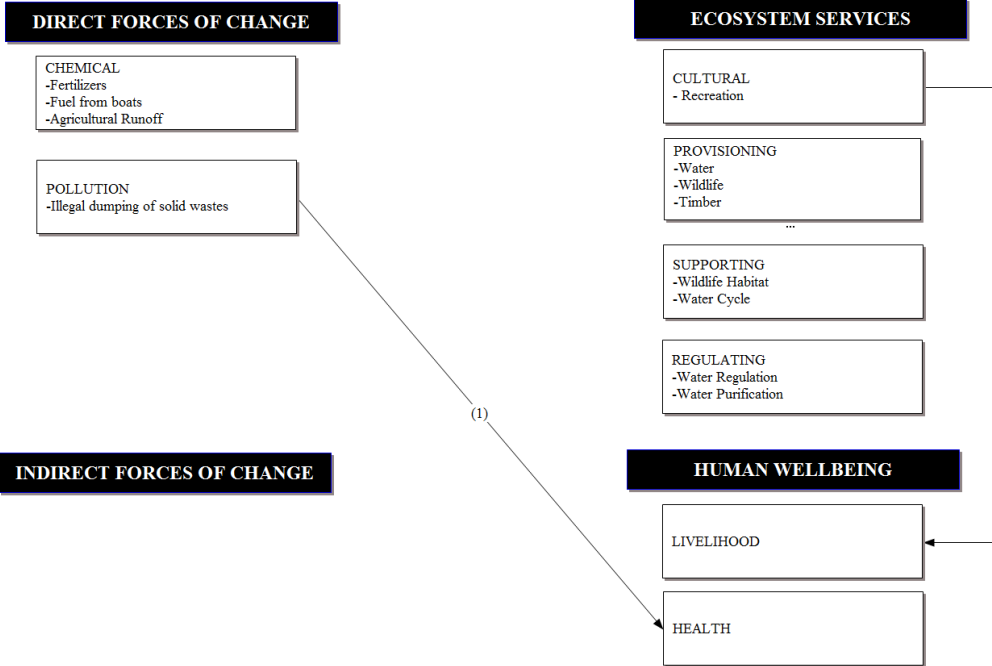 DIRECT FORCES OF CHANGE
CHEMICAL
-Fertilizers
-Fuel from boats
-Agricultural Runoff
POLLUTION
-Illegal dumping of solid wastes
(1)
INDIRECT FORCES OF CHANGE
ECOSYSTEM SERVICES
CULTURAL
- Recreation
PROVISIONING
-Water
-Wildlife
-Timber
...
SUPPORTING
-Wildlife Habitat
-Water Cycle
REGULATING
-Water Regulation
-Water Purification
HUMAN WELLBEING
LIVELIHOOD
HEALTH